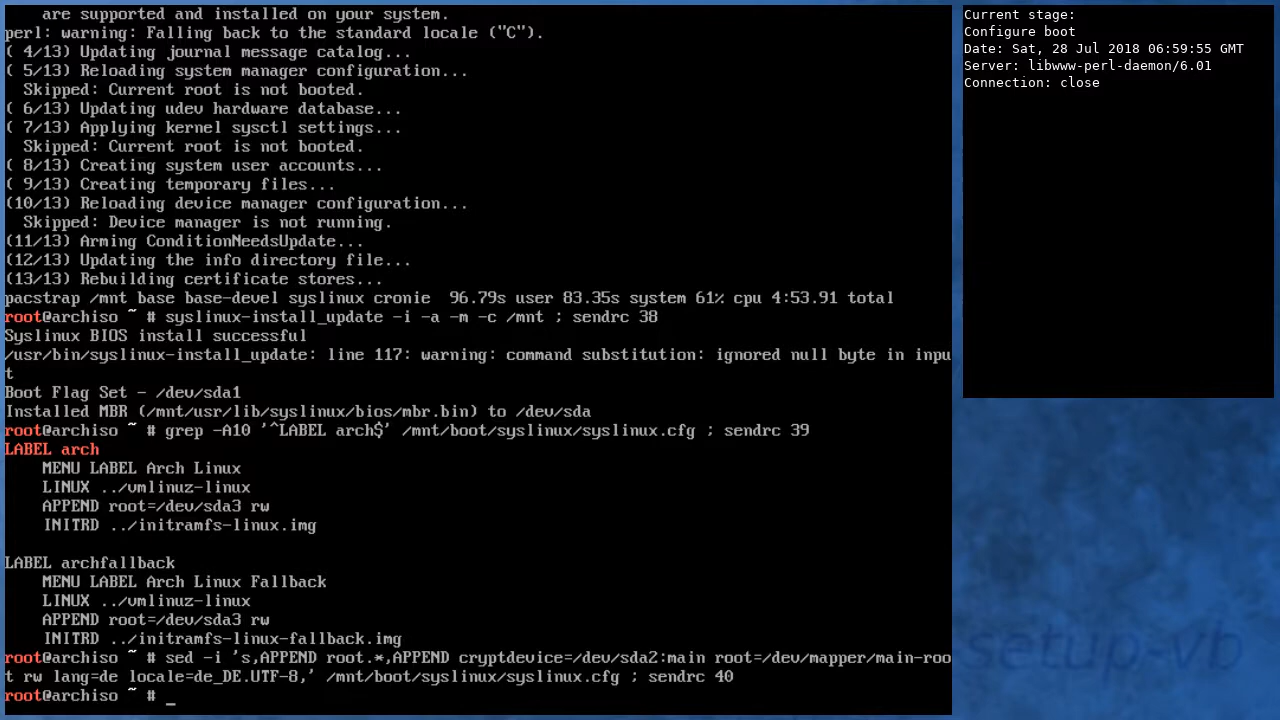 are supported and installed on your system.
perl: warning: Falling back to the standard locale ("C").
( 4/13) Updating journal message catalog...
( 5/13) Reloading system manager configuration...
  Skipped: Current root is not booted.
( 6/13) Updating udev hardware database...
( 7/13) Applying kernel sysctl settings...
  Skipped: Current root is not booted.
( 8/13) Creating system user accounts...
( 9/13) Creating temporary files...
(10/13) Reloading device manager configuration...
  Skipped: Device manager is not running.
(11/13) Arming ConditionNeedsUpdate...
(12/13) Updating the info directory file...
(13/13) Rebuilding certificate stores...
pacstrap /mnt base base-devel syslinux cronie  96.79s user 83.35s system 61% cpu 4:53.91 total
root@archiso ~ # syslinux-install_update -i -a -m -c /mnt ; sendrc 38
Syslinux BIOS install successful
/usr/bin/syslinux-install_update: line 117: warning: command substitution: ignored null byte in inpu
t
Boot Flag Set - /dev/sda1
Installed MBR (/mnt/usr/lib/syslinux/bios/mbr.bin) to /dev/sda
root@archiso ~ # grep -A10 '^LABEL arch$' /mnt/boot/syslinux/syslinux.cfg ; sendrc 39
LABEL arch
    MENU LABEL Arch Linux
    LINUX ../vmlinuz-linux
    APPEND root=/dev/sda3 rw
    INITRD ../initramfs-linux.img
LABEL archfallback
    MENU LABEL Arch Linux Fallback
    LINUX ../vmlinuz-linux
    APPEND root=/dev/sda3 rw
    INITRD ../initramfs-linux-fallback.img
root@archiso ~ # sed -i 's,APPEND root.*,APPEND cryptdevice=/dev/sda2:main root=/dev/mapper/main-roo
t rw lang=de locale=de_DE.UTF-8,' /mnt/boot/syslinux/syslinux.cfg ; sendrc 40
root@archiso ~ # _
Current stage:
Configure boot
Date: Sat, 28 Jul 2018 06:59:55 GMT
Server: libwww-perl-daemon/6.01
Connection: close
setup-vb